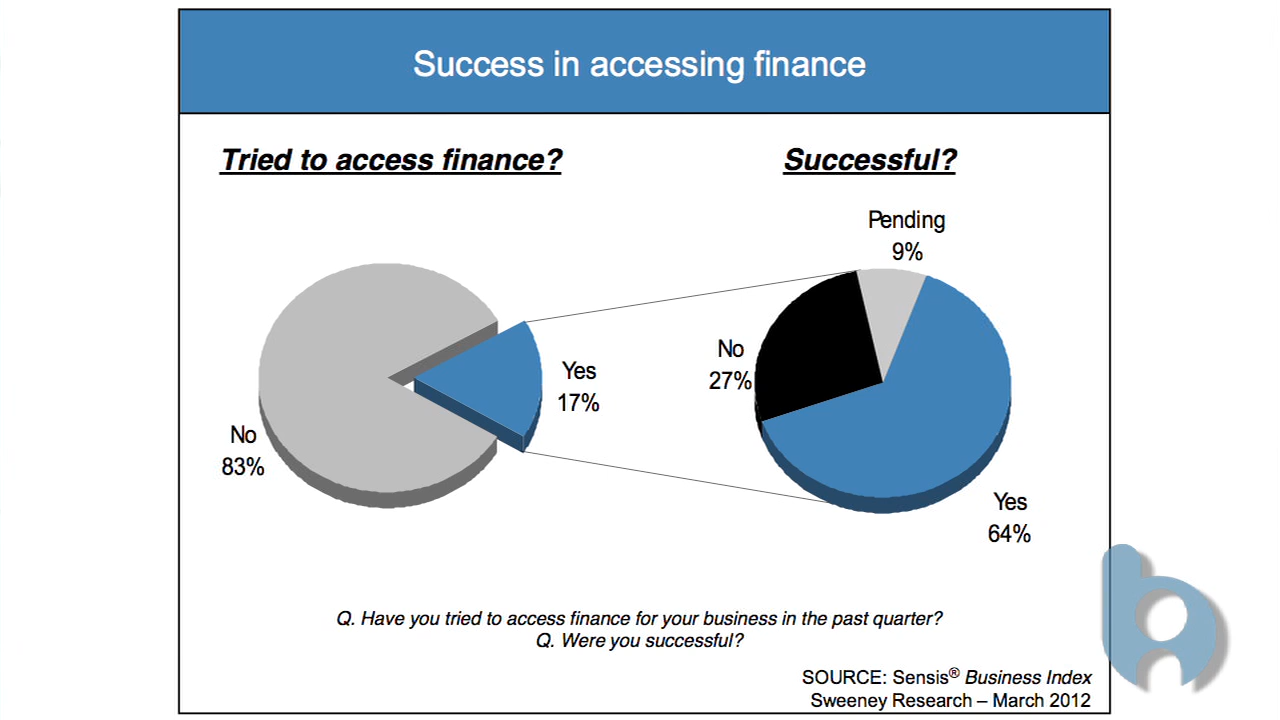 Success in accessing finance
Tried to access finance?
Successful?
Pending
9%
No
27%
Yes
17%
No
83%
Yes
64%
Q. Have you tried to access finance for your business in the past quarter?
Q. Were you successful?
SOURCE: Sensis® Business Index
Sweeney Research – March 2012